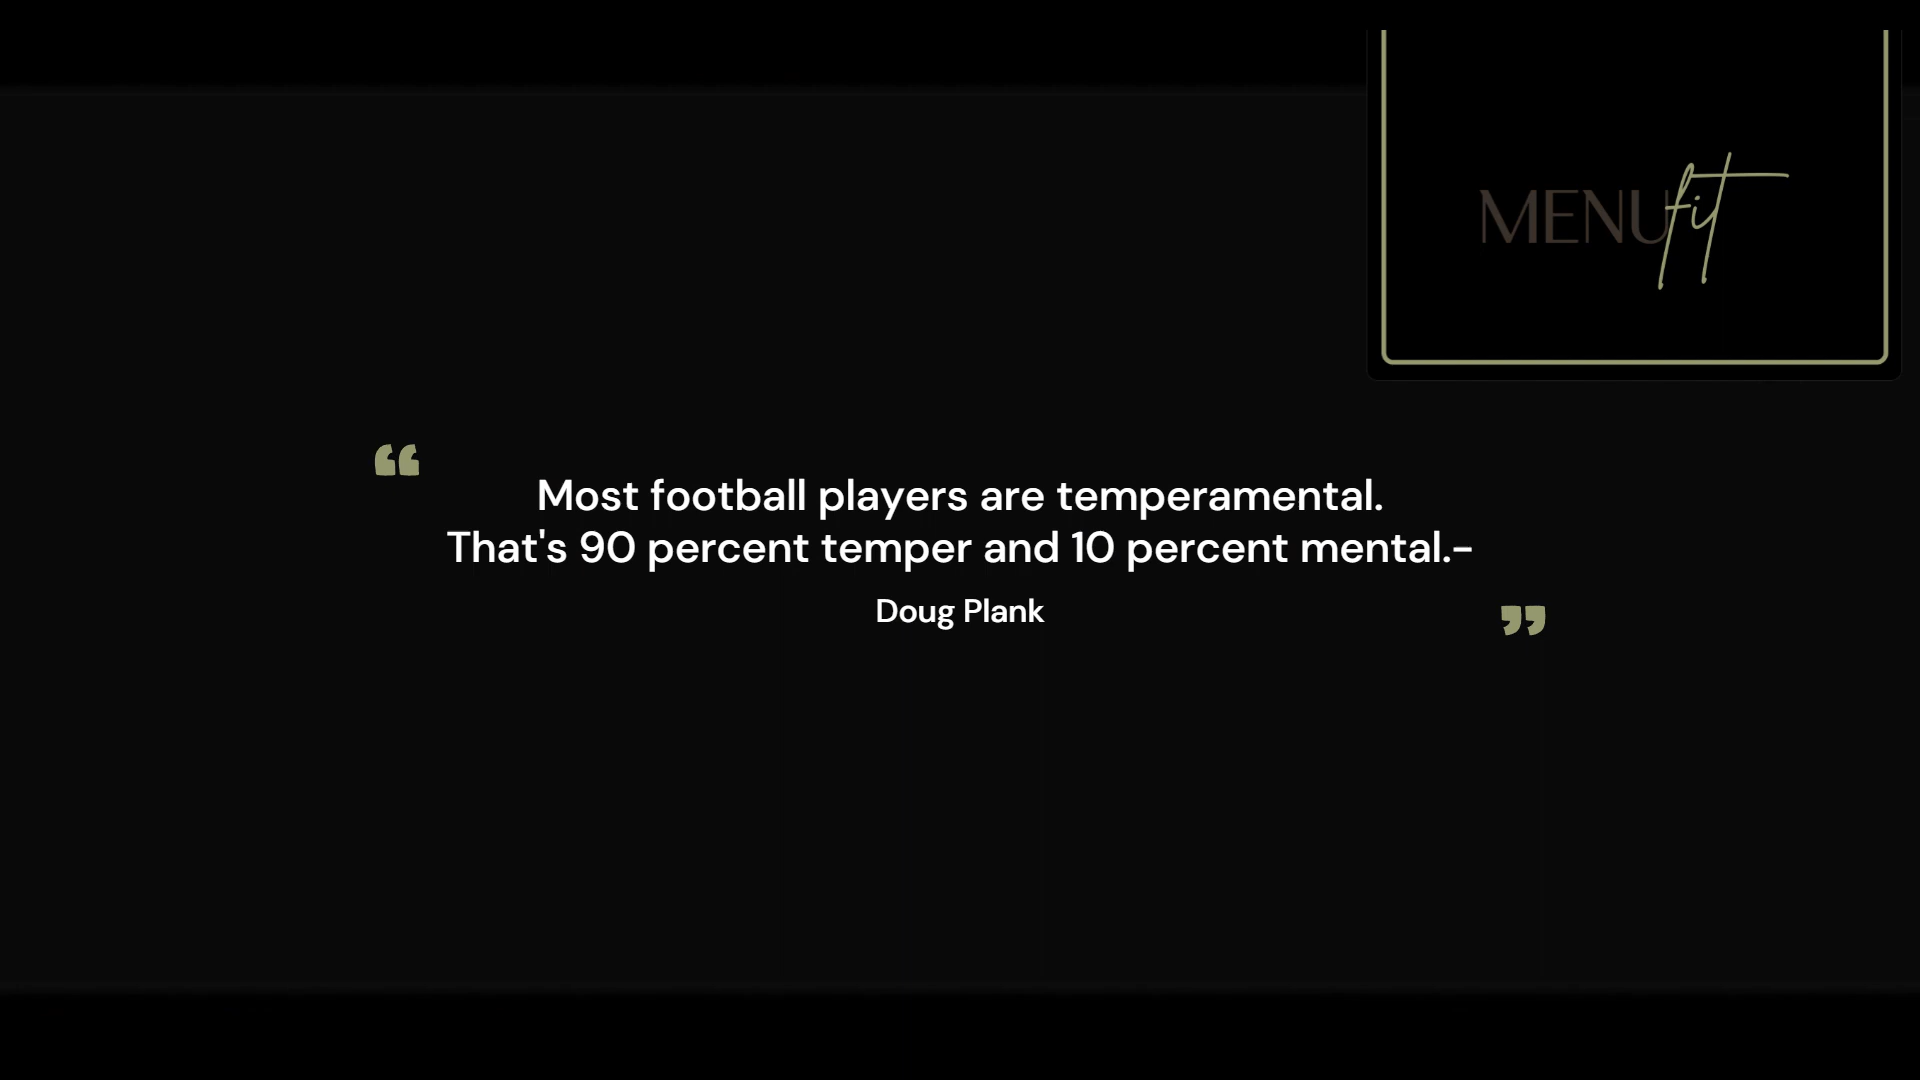 MENUfit
Most football players are temperamental.
That's 90 percent temper and 10 percent mental.-
Doug Plank